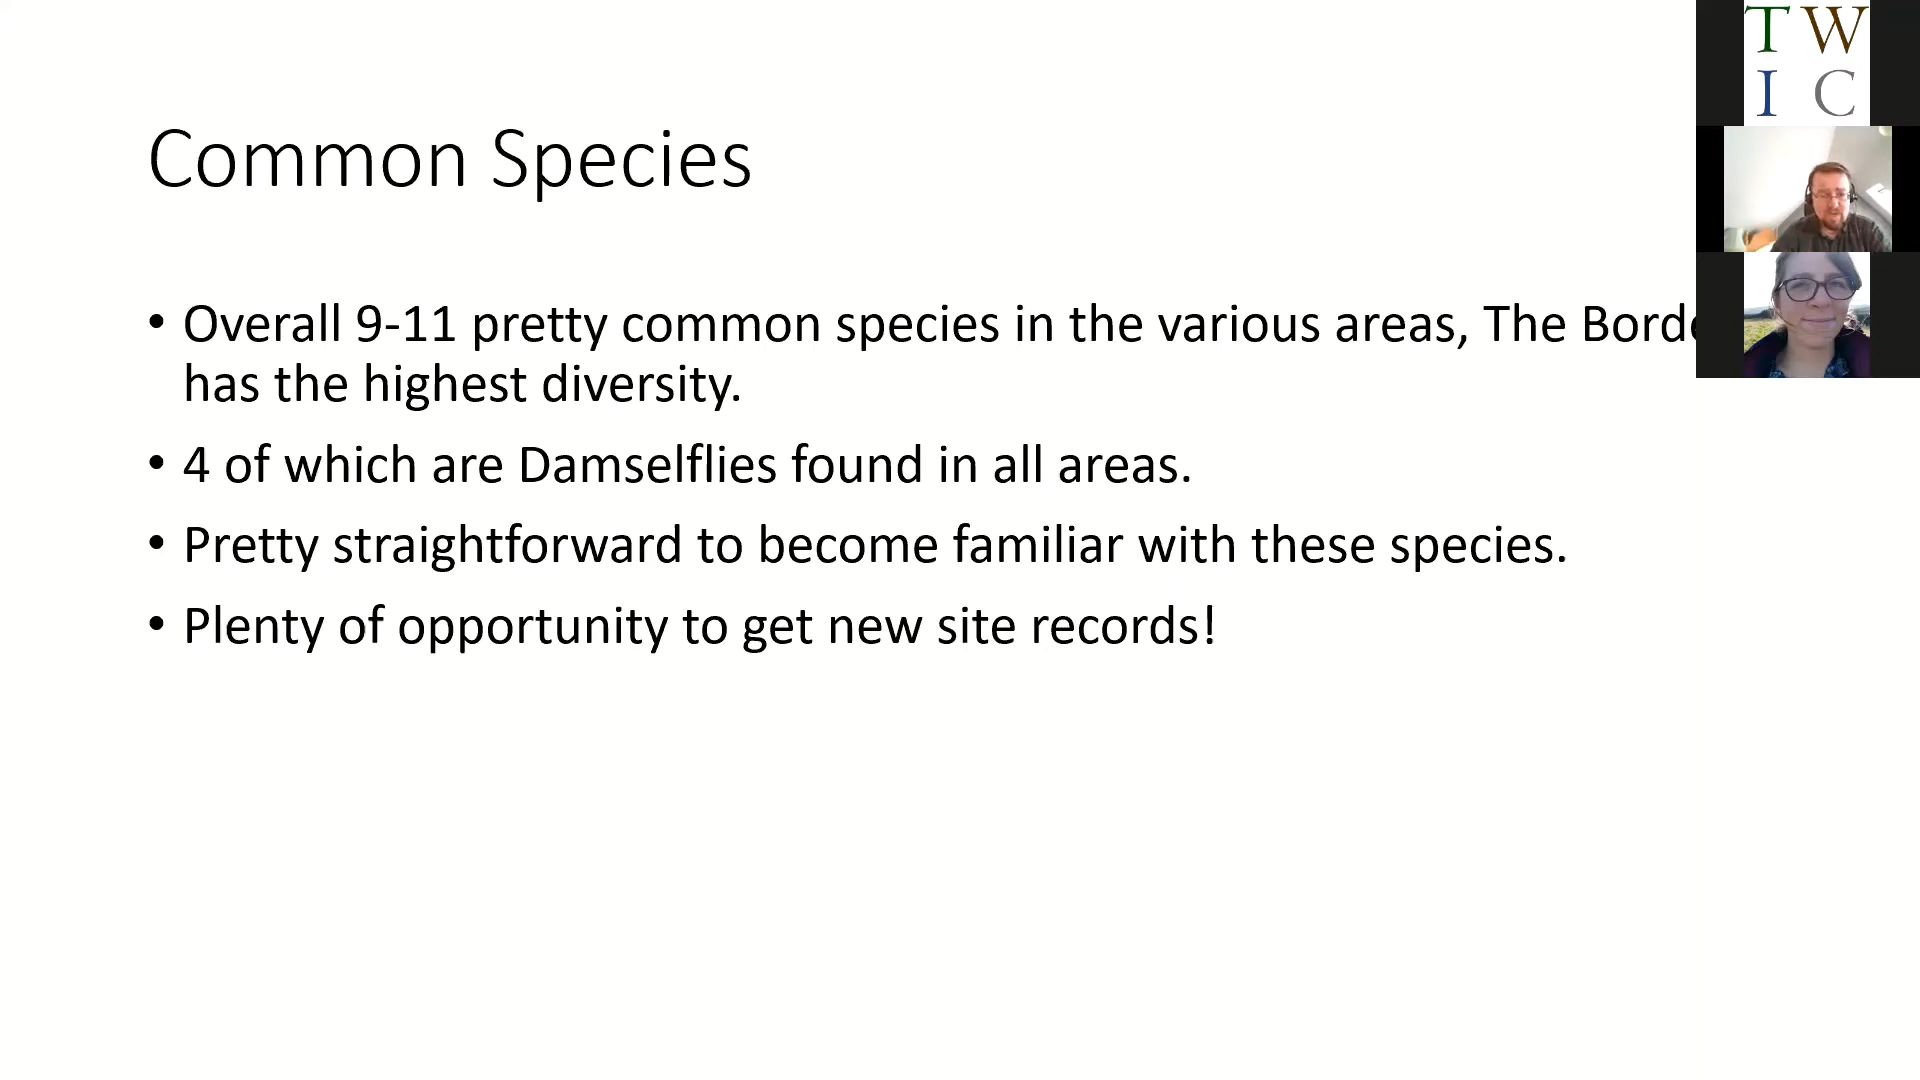 Common Species
• Overall 9-11 pretty common species in the various areas, The
has the highest diversity.
• 4 of which are Damselflies found in all areas.
• Pretty straightforward to become familiar with these species.
• Plenty of opportunity to get new site records!
T W
I C